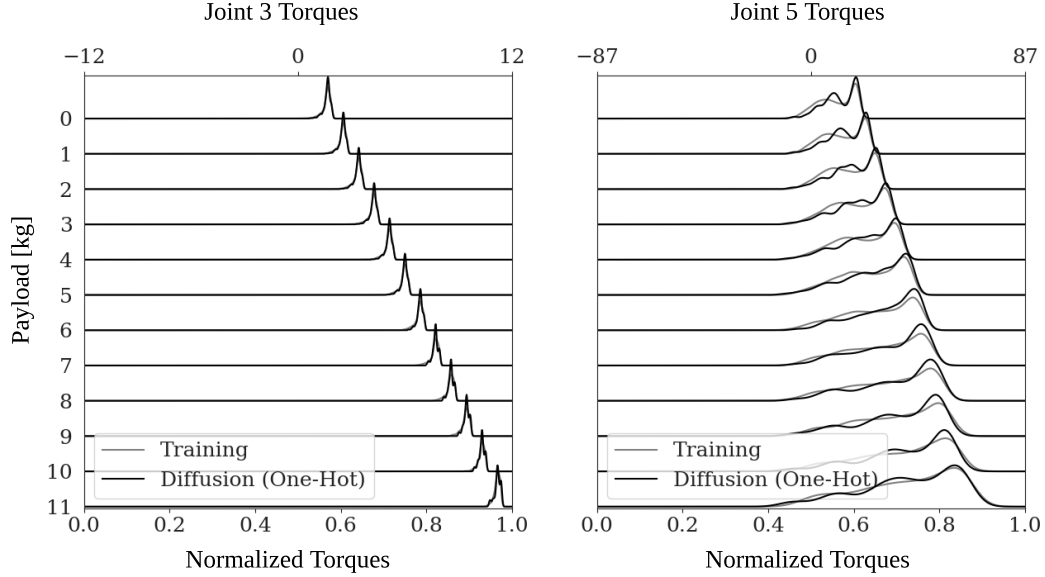 Joint 3 Torques
Joint 5 Torques
−12 0 12
−87 0 87
Payload [kg]
0
1
2
3
4
5
6
7
8
9
10
11
Training
Diffusion (One-Hot)
Training
Diffusion (One-Hot)
0.0 0.2 0.4 0.6 0.8 1.0
0.0 0.2 0.4 0.6 0.8 1.0
Normalized Torques
Normalized Torques